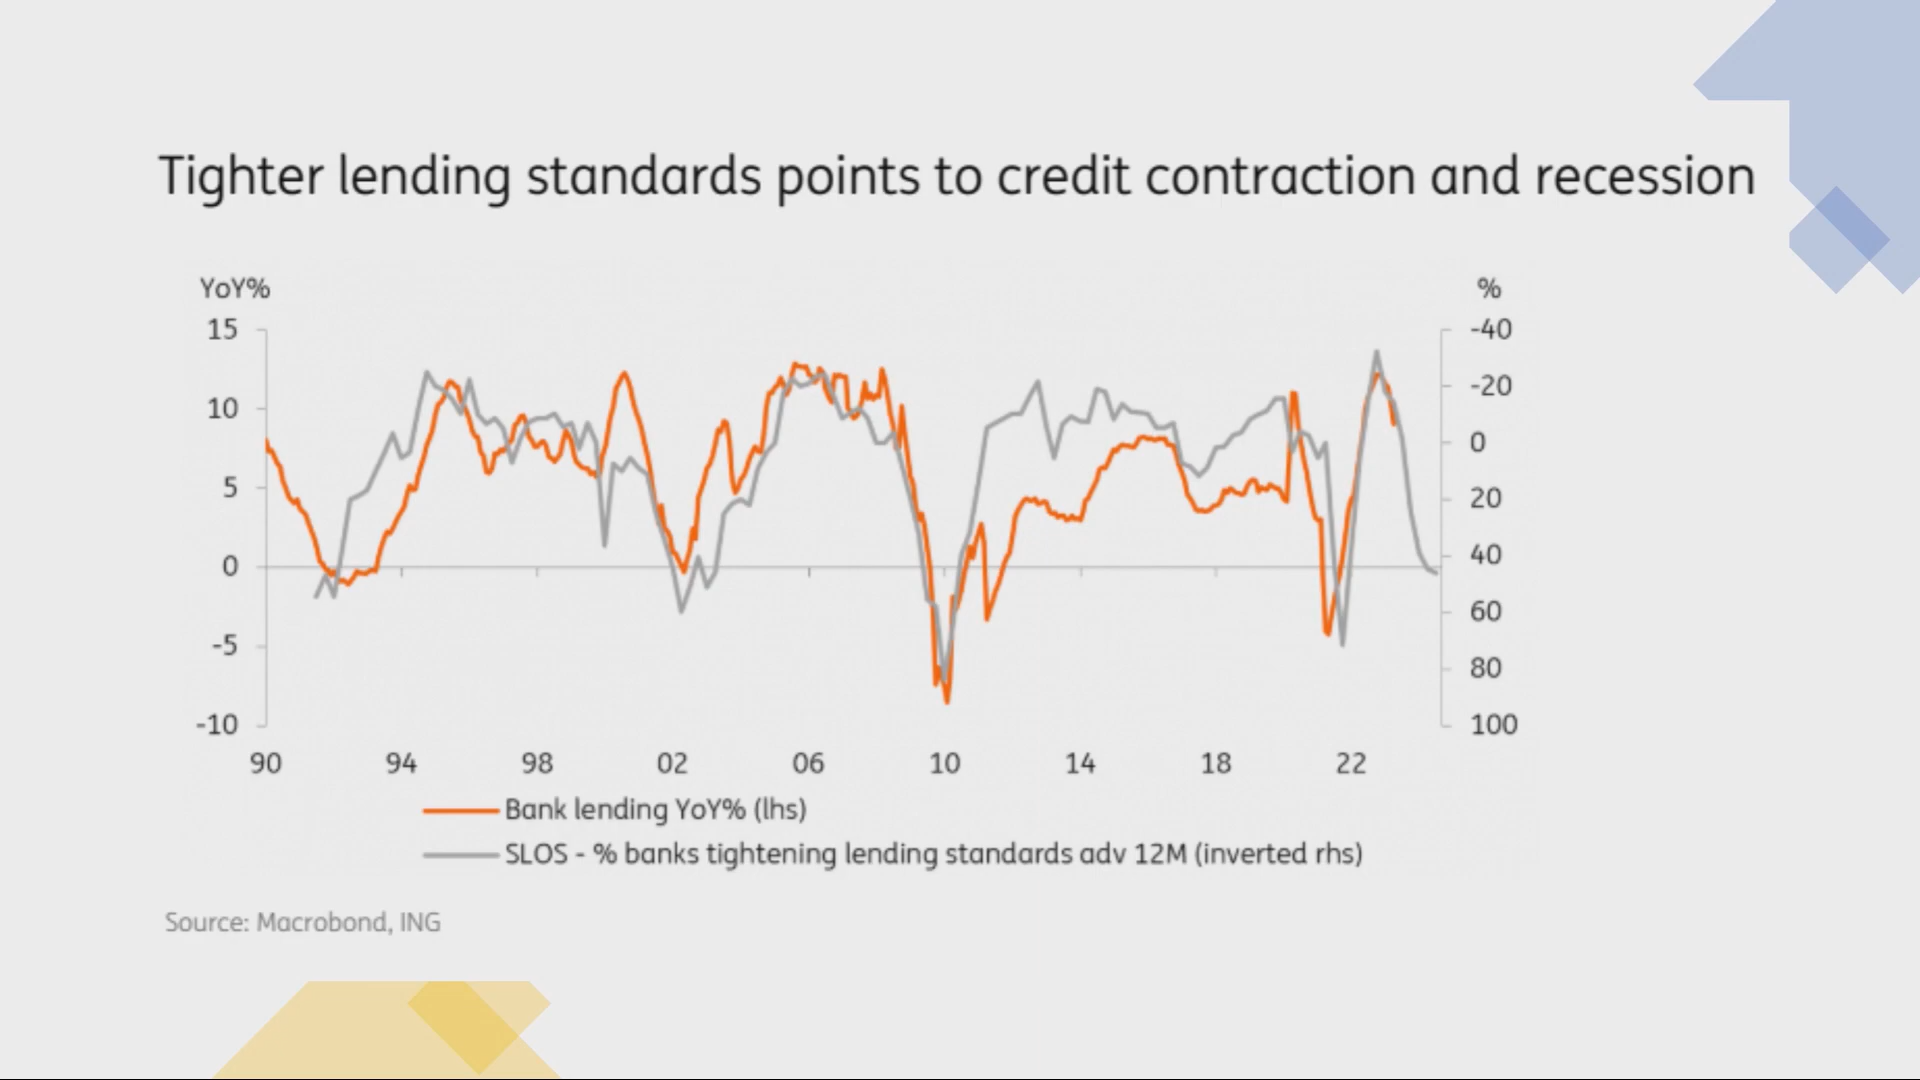 Tighter lending standards points to credit contraction and recession
YoY%
%
15
10
5
0
-5
-10
-40
-20
0
20
40
60
80
100
90 94 98 02 06 10 14 18 22
Bank lending YoY% (lhs)
SLOS - % banks tightening lending standards adv 12M (inverted rhs)
Source: Macrobond, ING